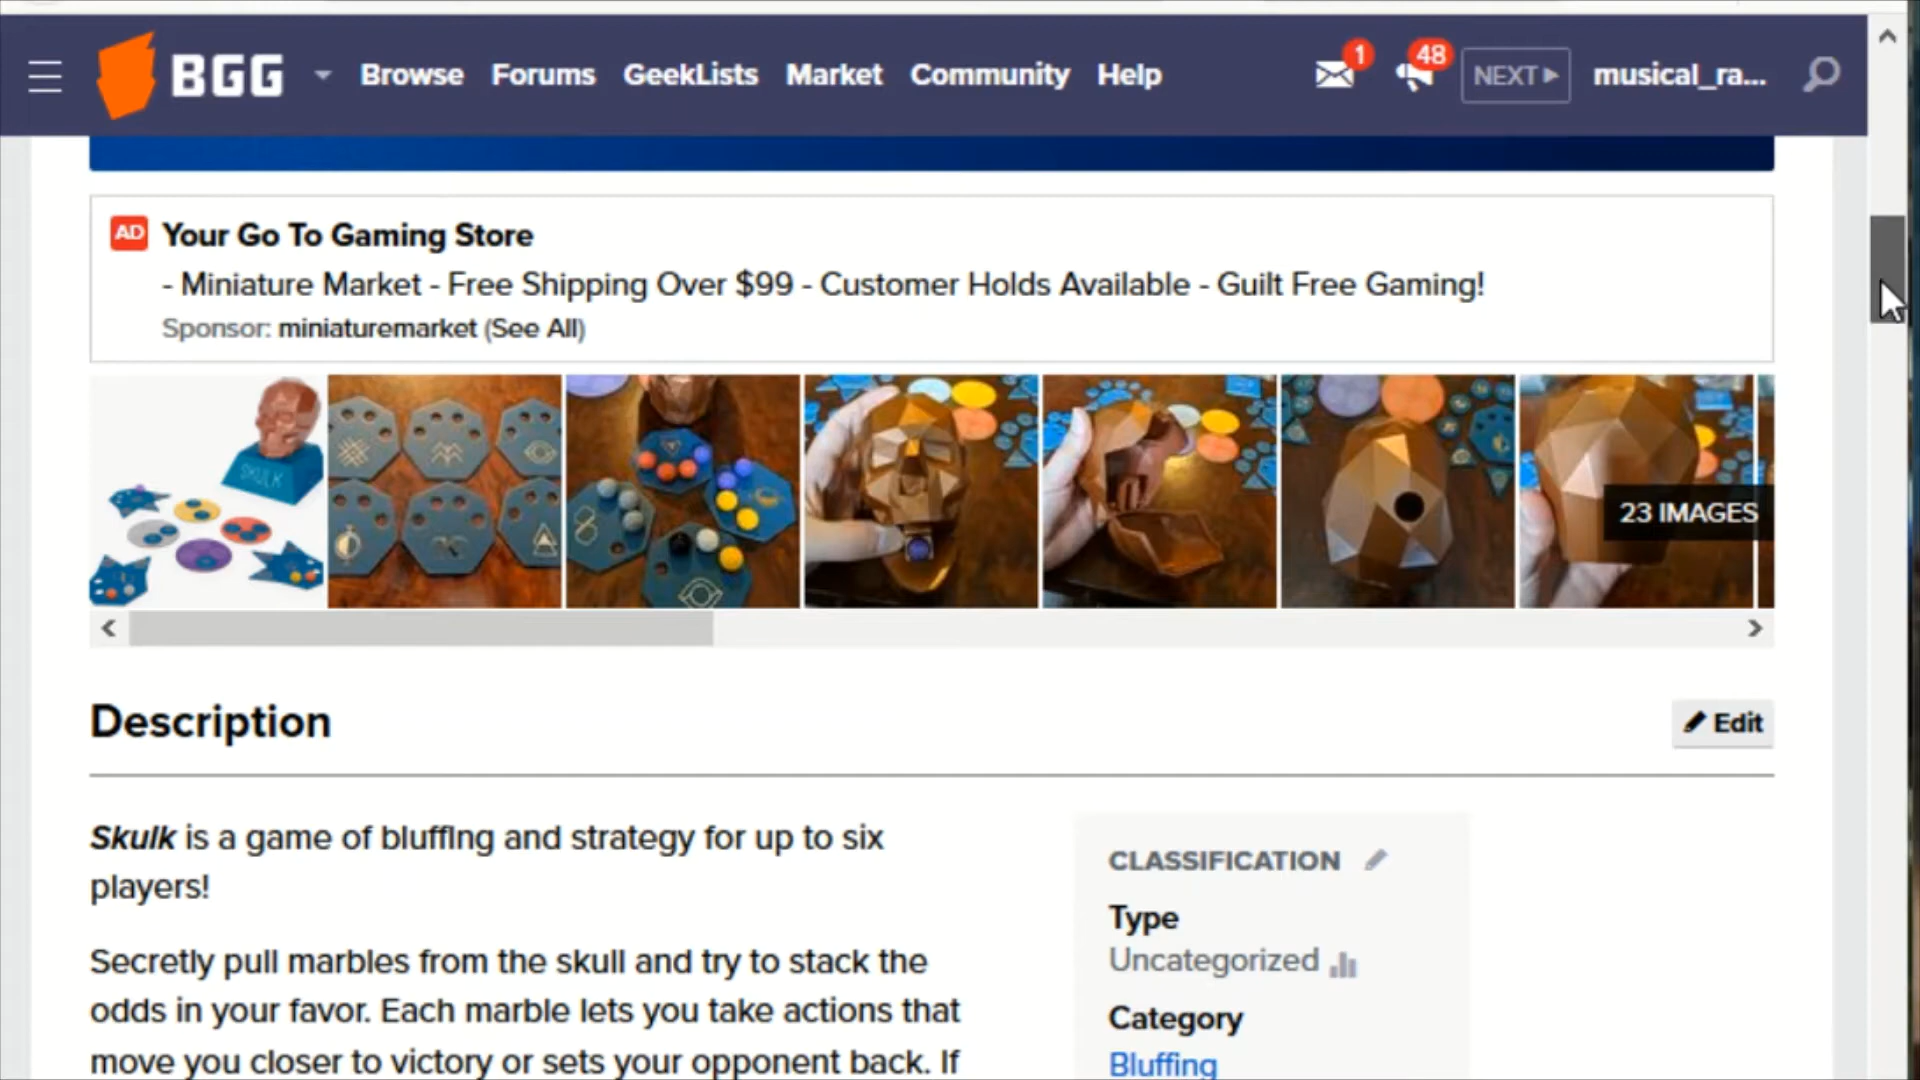 BGG Browse Forums GeekLists Market Community Help 1 48 NEXT musical_ra...
AD Your Go To Gaming Store
- Miniature Market - Free Shipping Over $99 - Customer Holds Available - Guilt Free Gaming!
Sponsor: miniaturemarket (See All)
SKULK
23 IMAGES
Description
Edit
Skulk is a game of bluffing and strategy for up to six
players!
Secretly pull marbles from the skull and try to stack the
odds in your favor. Each marble lets you take actions that
move you closer to victory or sets your opponent back. If
CLASSIFICATION
Type
Uncategorized
Category
Bluffing